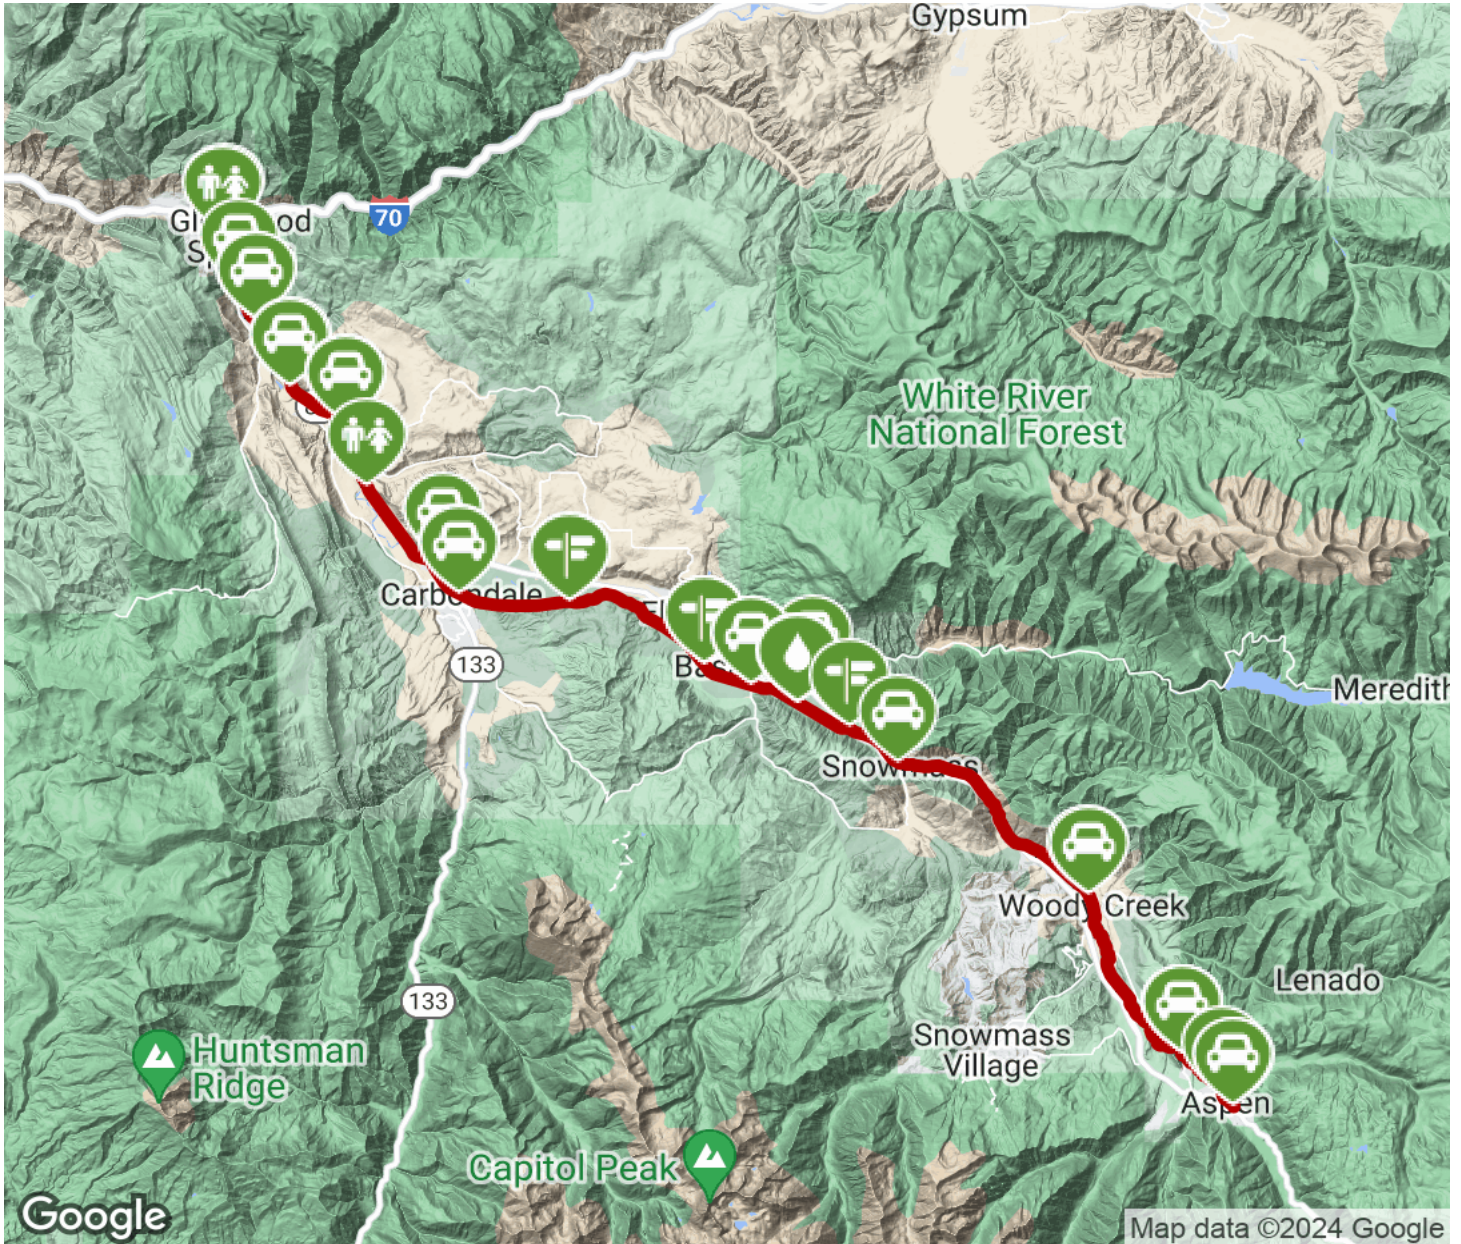 Gypsum
70
133
White River
National Forest
Meredith
Woody Creek
Lenado
133
Snowmass
Village
Huntsman
Ridge
Aspen
Capitol Peak
Google
Map data ©2024 Google